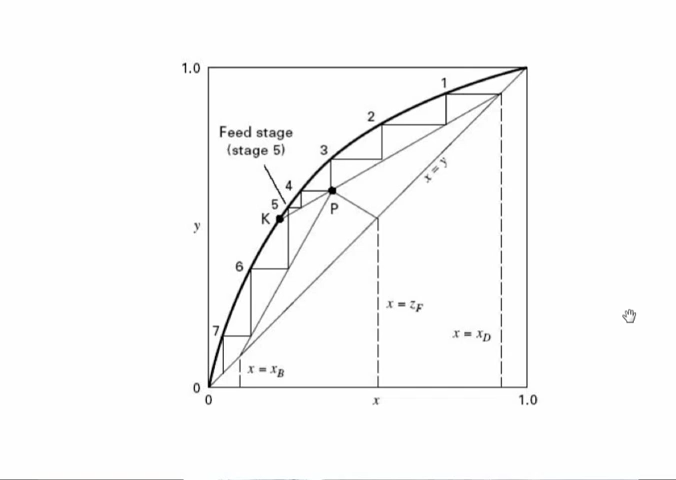 1.0
1
2
3
Feed stage
(stage 5)
4
5
K
P
x = y
y
6
7
x = z_F
x = x_D
x = x_B
0
0
x
1.0